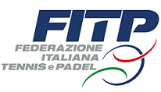 FITP
FEDERAZIONE
ITALIANA
TENNIS e PADEL